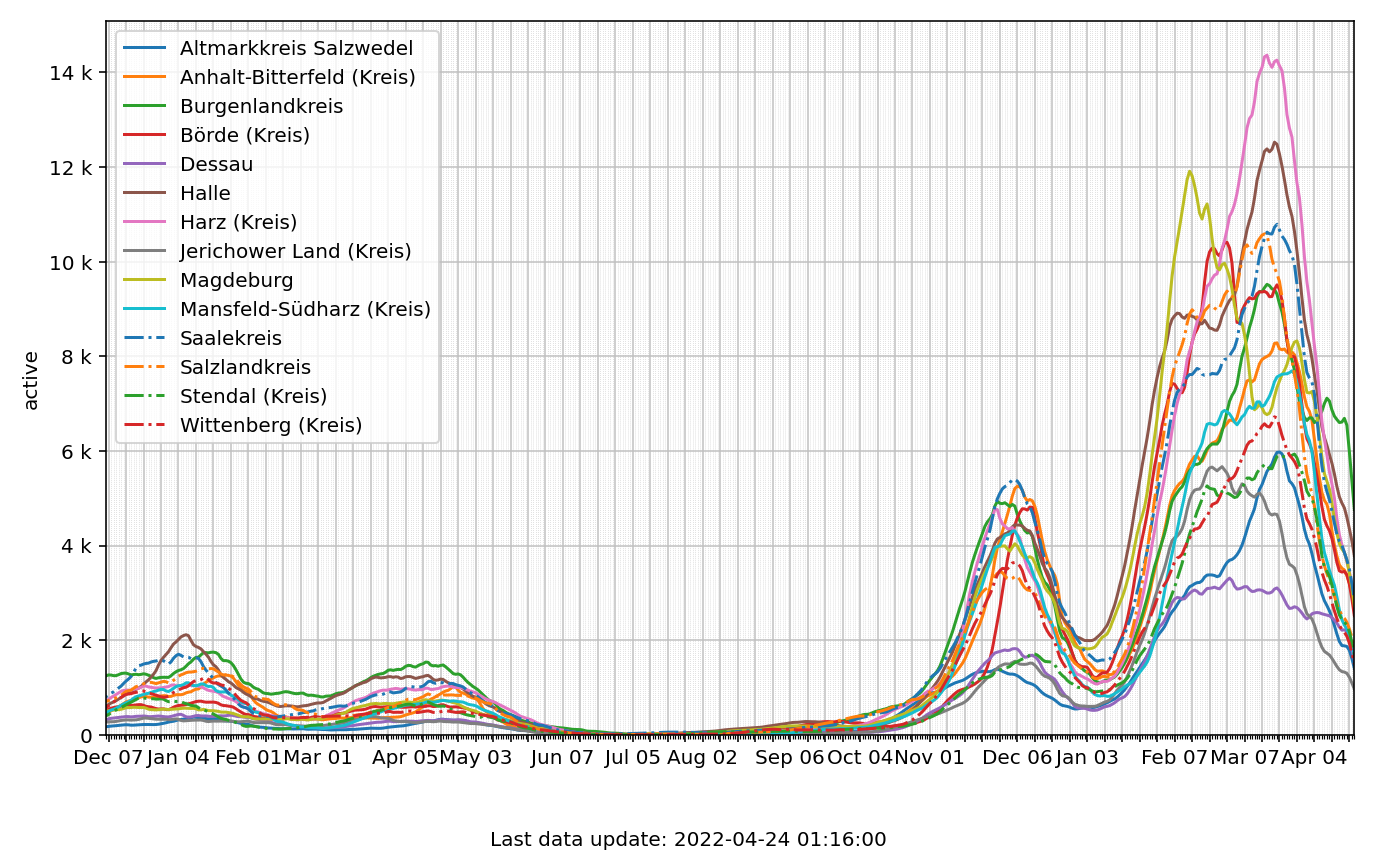 14 k
12 k
10 k
8 k
6 k
4 k
2 k
0
active
Altmarkkreis Salzwedel
Anhalt-Bitterfeld (Kreis)
Burgenlandkreis
Börde (Kreis)
Dessau
Halle
Harz (Kreis)
Jerichower Land (Kreis)
Magdeburg
Mansfeld-Südharz (Kreis)
Saalekreis
Salzlandkreis
Stendal (Kreis)
Wittenberg (Kreis)
Dec 07 Jan 04 Feb 01 Mar 01 Apr 05 May 03 Jun 07 Jul 05 Aug 02 Sep 06 Oct 04 Nov 01 Dec 06 Jan 03 Feb 07 Mar 07 Apr 04
Last data update: 2022-04-24 01:16:00